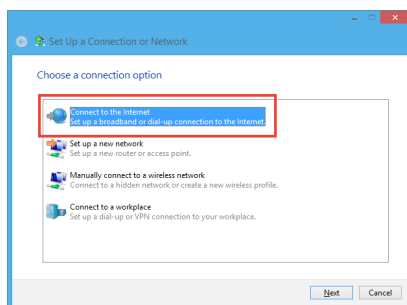 Set Up a Connection or Network
Choose a connection option
Connect to the Internet
Set up a broadband or dial-up connection to the Internet.
Set up a new network
Set up a new router or access point.
Manually connect to a wireless network
Connect to a hidden network or create a new wireless profile.
Connect to a workplace
Set up a dial-up or VPN connection to your workplace.
Next Cancel